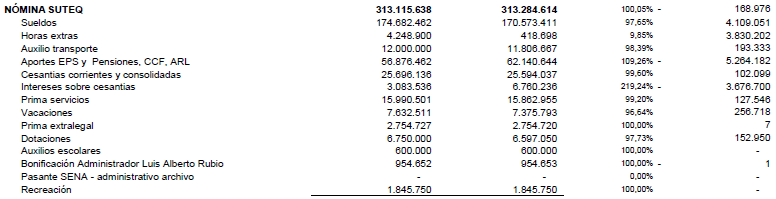 NÓMINA SUTEQ 313.115.638 313.284.614 100,05% - 168.976
Sueldos 174.682.462 170.573.411 97,65% 4.109.051
Horas extras 4.248.900 418.698 9,85% 3.830.202
Auxilio transporte 12.000.000 11.806.667 98,39% 193.333
Aportes EPS y Pensiones, CCF, ARL 56.876.462 62.140.644 109,26% - 5.264.182
Cesantias corrientes y consolidadas 25.696.136 25.594.037 99,60% 102.099
Intereses sobre cesantias 3.083.536 6.760.236 219,24% - 3.676.700
Prima servicios 15.990.501 15.862.955 99,20% 127.546
Vacaciones 7.632.511 7.375.793 96,64% 256.718
Prima extralegal 2.754.727 2.754.720 100,00% 7
Dotaciones 6.750.000 6.597.050 97,73% 152.950
Auxilios escolares 600.000 600.000 100,00% -
Bonificación Administrador Luis Alberto Rubio 954.652 954.653 100,00% - 1
Pasante SENA - administrativo archivo - - 0,00% -
Recreación 1.845.750 1.845.750 100,00% -